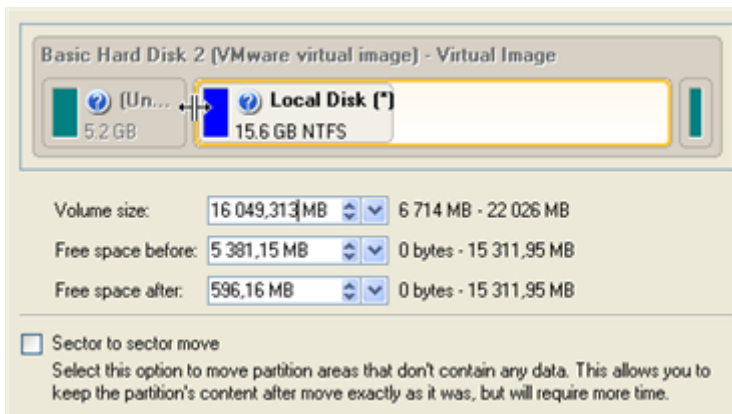 Basic Hard Disk 2 (VMware virtual image) - Virtual Image
(Un... Local Disk (*)
5.2 GB 15.6 GB NTFS
Volume size: 16 049,313 MB 6 714 MB - 22 026 MB
Free space before: 5 381,15 MB 0 bytes - 15 311,95 MB
Free space after: 596,16 MB 0 bytes - 15 311,95 MB
Sector to sector move
Select this option to move partition areas that don't contain any data. This allows you to
keep the partition's content after move exactly as it was, but will require more time.